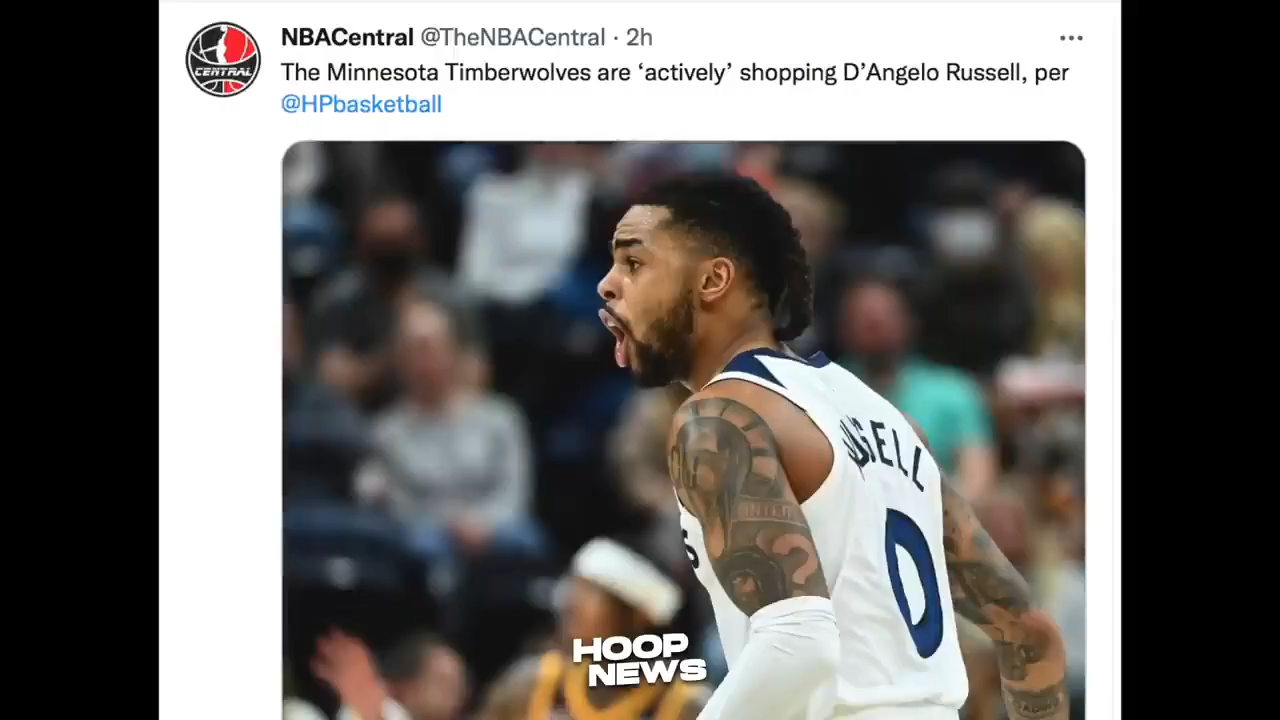 NBACentral @TheNBACentral · 2h
The Minnesota Timberwolves are ‘actively’ shopping D’Angelo Russell, per
@HPbasketball
CENTRAL
0
HOOP
NEWS